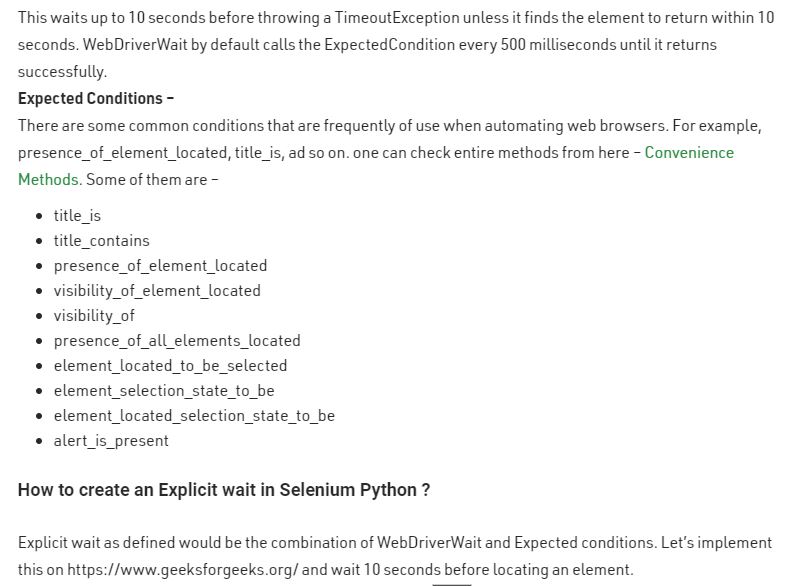 This waits up to 10 seconds before throwing a TimeoutException unless it finds the element to return within 10
seconds. WebDriverWait by default calls the ExpectedCondition every 500 milliseconds until it returns
successfully.
Expected Conditions –
There are some common conditions that are frequently of use when automating web browsers. For example,
presence_of_element_located, title_is, ad so on. one can check entire methods from here – Convenience
Methods. Some of them are –
• title_is
• title_contains
• presence_of_element_located
• visibility_of_element_located
• visibility_of
• presence_of_all_elements_located
• element_located_to_be_selected
• element_selection_state_to_be
• element_located_selection_state_to_be
• alert_is_present
How to create an Explicit wait in Selenium Python ?
Explicit wait as defined would be the combination of WebDriverWait and Expected conditions. Let’s implement
this on https://www.geeksforgeeks.org/ and wait 10 seconds before locating an element.